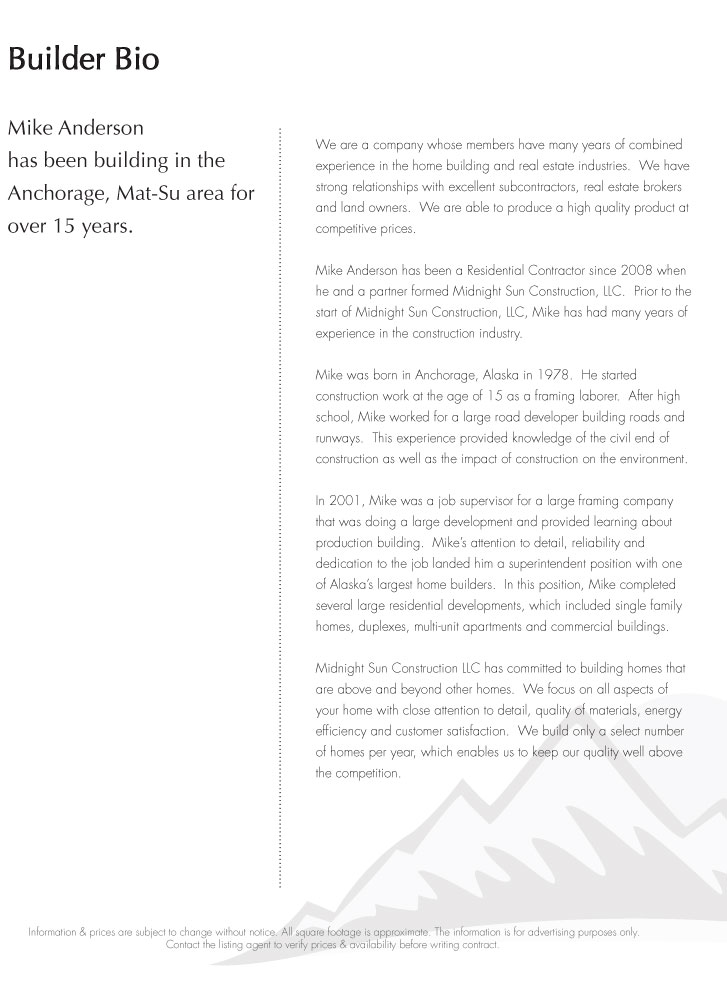 Builder Bio
Mike Anderson
has been building in the
Anchorage, Mat-Su area for
over 15 years.
We are a company whose members have many years of combined
experience in the home building and real estate industries.  We have
strong relationships with excellent subcontractors, real estate brokers
and land owners.  We are able to produce a high quality product at
competitive prices.
Mike Anderson has been a Residential Contractor since 2008 when
he and a partner formed Midnight Sun Construction, LLC.  Prior to the
start of Midnight Sun Construction, LLC, Mike has had many years of
experience in the construction industry.
Mike was born in Anchorage, Alaska in 1978.  He started
construction work at the age of 15 as a framing laborer.  After high
school, Mike worked for a large road developer building roads and
runways.  This experience provided knowledge of the civil end of
construction as well as the impact of construction on the environment.
In 2001, Mike was a job supervisor for a large framing company
that was doing a large development and provided learning about
production building.  Mike's attention to detail, reliability and
dedication to the job landed him a superintendent position with one
of Alaska's largest home builders.  In this position, Mike completed
several large residential developments, which included single family
homes, duplexes, multi-unit apartments and commercial buildings.
Midnight Sun Construction LLC has committed to building homes that
are above and beyond other homes.  We focus on all aspects of
your home with close attention to detail, quality of materials, energy
efficiency and customer satisfaction.  We build only a select number
of homes per year, which enables us to keep our quality well above
the competition.
Information & prices are subject to change without notice. All square footage is approximate. The information is for advertising purposes only.
Contact the listing agent to verify prices & availability before writing contract.